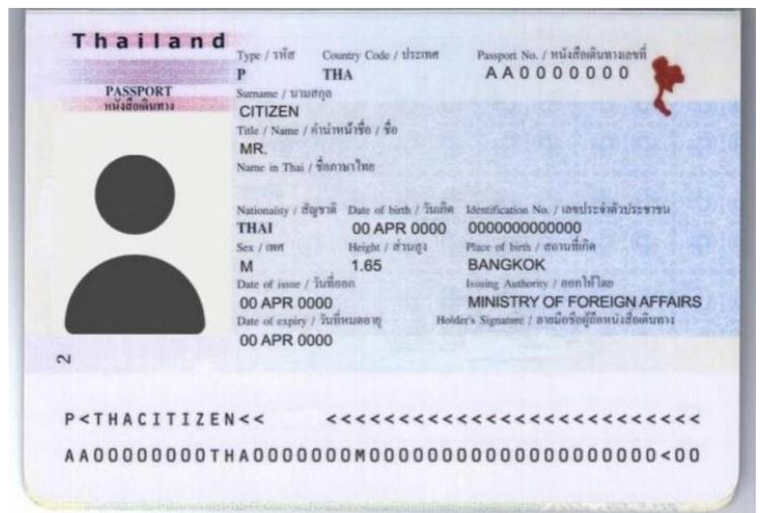 Thailand
PASSPORT
หนังสือเดินทาง
Type / รหัส Country Code / ประเทศ Passport No. / หนังสือเดินทางเลขที่
P THA AA0000000
Surname / นามสกุล
CITIZEN
Title / Name / คำนำหน้าชื่อ / ชื่อ
MR.
Name in Thai / ชื่อภาษาไทย
Nationality / สัญชาติ Date of birth / วันเกิด Identification No. / เลขประจำตัวประชาชน
THAI 00 APR 0000 0000000000000
Sex / เพศ Height / ส่วนสูง Place of birth / สถานที่เกิด
M 1.65 BANGKOK
Date of issue / วันที่ออก Issuing Authority / ออกให้โดย
00 APR 0000 MINISTRY OF FOREIGN AFFAIRS
Date of expiry / วันที่หมดอายุ Holder's Signature / ลายมือชื่อผู้ถือหนังสือเดินทาง
00 APR 0000
2
P<THACITIZEN<< <<<<<<<<<<<<<<<<<<<<<<<<<<
AA00000000THA0000000M0000000000000000000<00